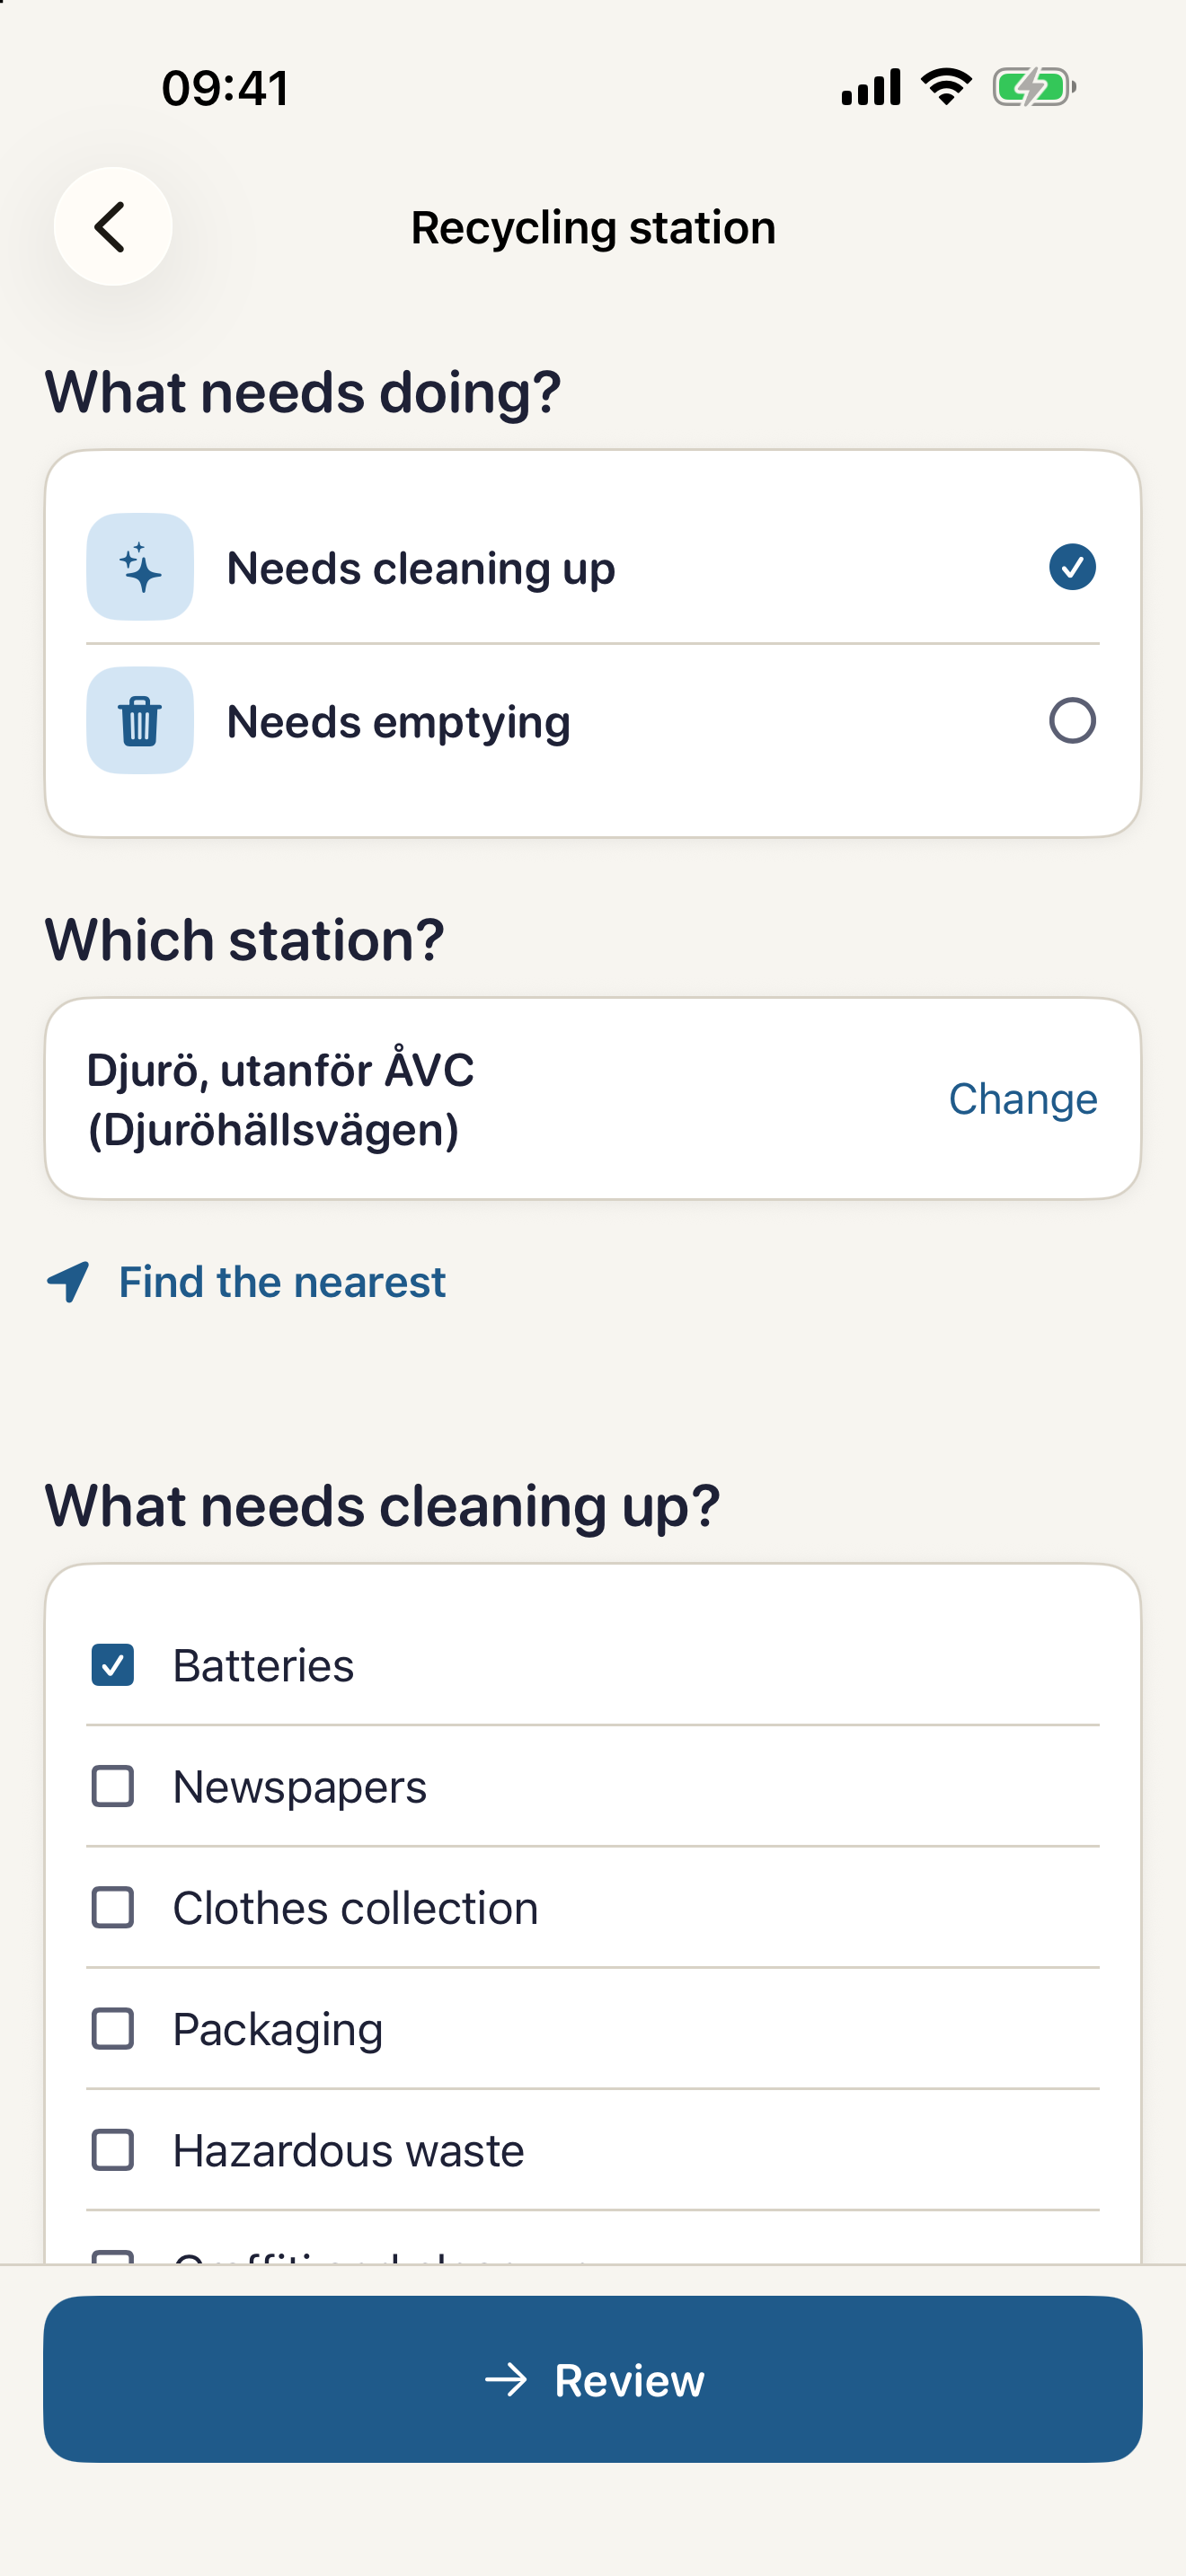 09:41
Recycling station
What needs doing?
Needs cleaning up
Needs emptying
Which station?
Djurö, utanför ÅVC
(Djuröhällsvägen)
Change
Find the nearest
What needs cleaning up?
Batteries
Newspapers
Clothes collection
Packaging
Hazardous waste
Review